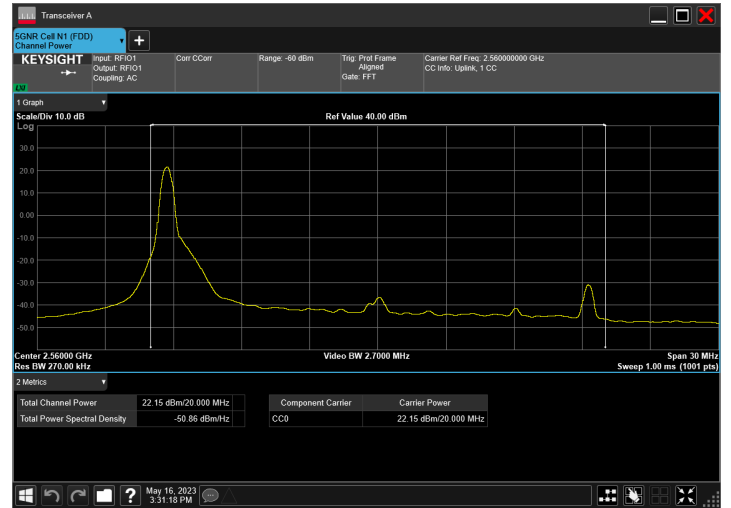 Transceiver A
5GNR Cell N1 (FDD)
Channel Power
KEYSIGHT
LXI
Input: RFIO1
Output: RFIO1
Coupling: AC
Corr CCorr
Range: -60 dBm
Trig: Prot Frame
Aligned
Gate: FFT
Carrier Ref Freq: 2.560000000 GHz
CC Info: Uplink, 1 CC
1 Graph
Scale/Div 10.0 dB
Ref Value 40.00 dBm
Log
30.0
20.0
10.0
0.00
-10.0
-20.0
-30.0
-40.0
-50.0
Center 2.56000 GHz
Video BW 2.7000 MHz
Span 30 MHz
Res BW 270.00 kHz
Sweep 1.00 ms (1001 pts)
2 Metrics
Total Channel Power 22.15 dBm/20.000 MHz
Total Power Spectral Density -50.86 dBm/Hz
Component Carrier Carrier Power
CC0 22.15 dBm/20.000 MHz
May 16, 2023
3:31:18 PM